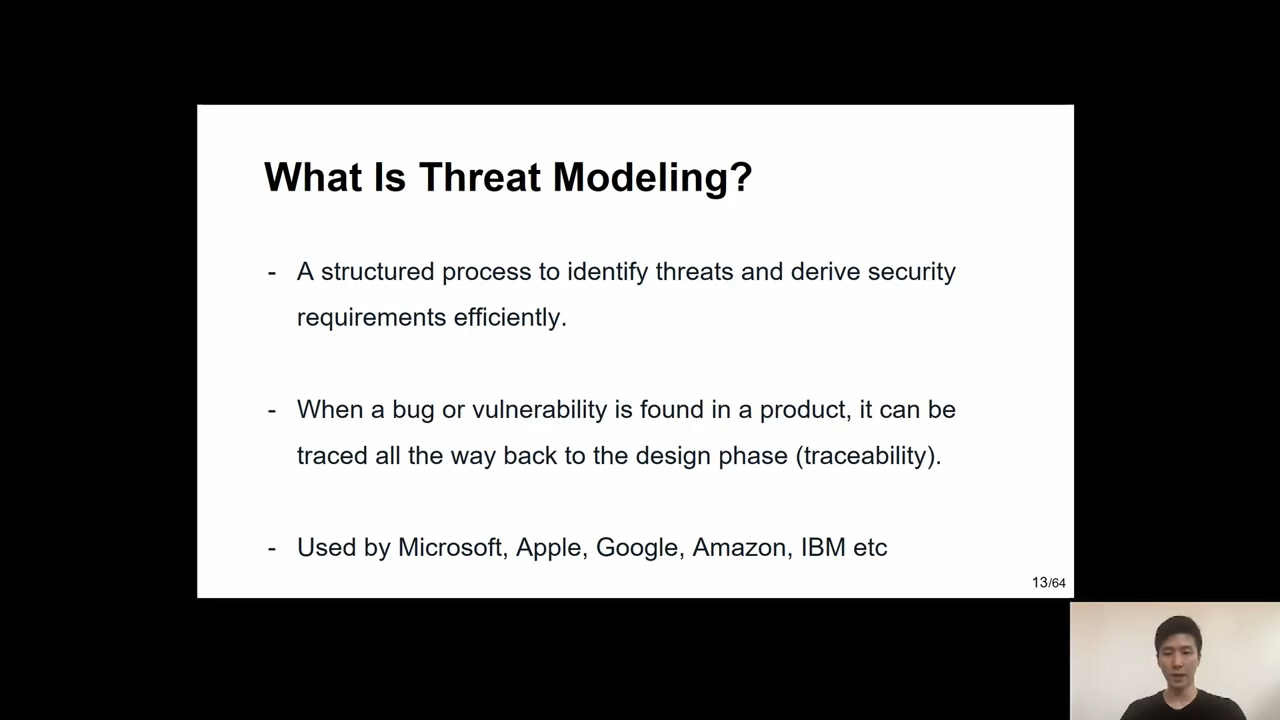 What Is Threat Modeling?
- A structured process to identify threats and derive security
requirements efficiently.
- When a bug or vulnerability is found in a product, it can be
traced all the way back to the design phase (traceability).
- Used by Microsoft, Apple, Google, Amazon, IBM etc
13/64